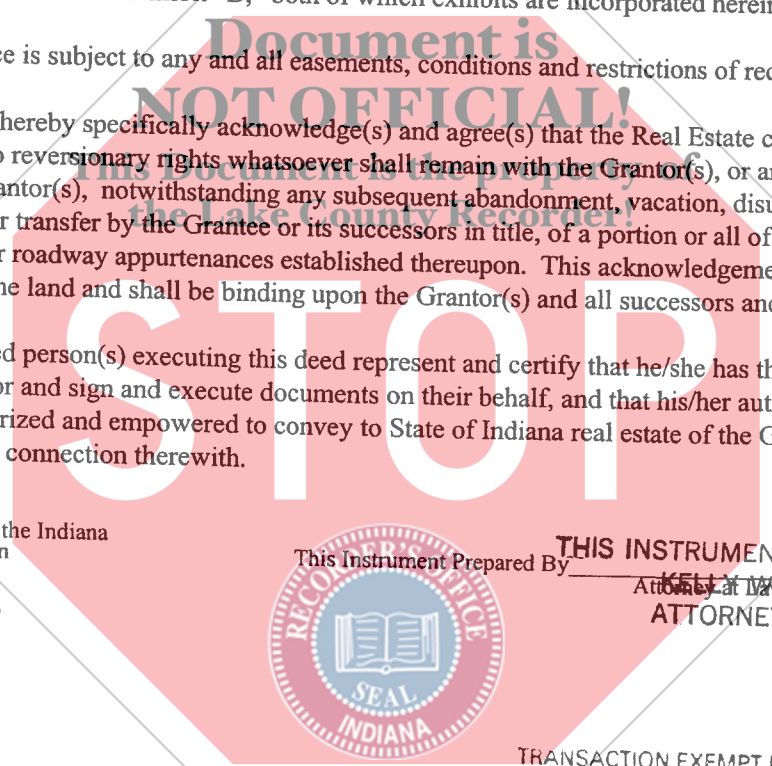 both of which exhibits are incorporated herein
Document is
ce is subject to any and all easements, conditions and restrictions of rec
NOT OFFICIAL!
hereby specifically acknowledge(s) and agree(s) that the Real Estate c
o reversionary rights whatsoever shall remain with the Grantor(s), or an
This Document is the property of
antor(s), notwithstanding any subsequent abandonment, vacation, disu
the Lake County Recorder!
r transfer by the Grantee or its successors in title, of a portion or all of
r roadway appurtenances established thereupon. This acknowledgeme
ne land and shall be binding upon the Grantor(s) and all successors and
STOP
ed person(s) executing this deed represent and certify that he/she has th
or and sign and execute documents on their behalf, and that his/her aut
rized and empowered to convey to State of Indiana real estate of the G
connection therewith.
the Indiana
n
This Instrument Prepared By
THIS INSTRUMEN
KELLY W
Attorney at La
ATTORNE
RECORDER'S OFFICE
SEAL
INDIANA
TRANSACTION EXEMPT